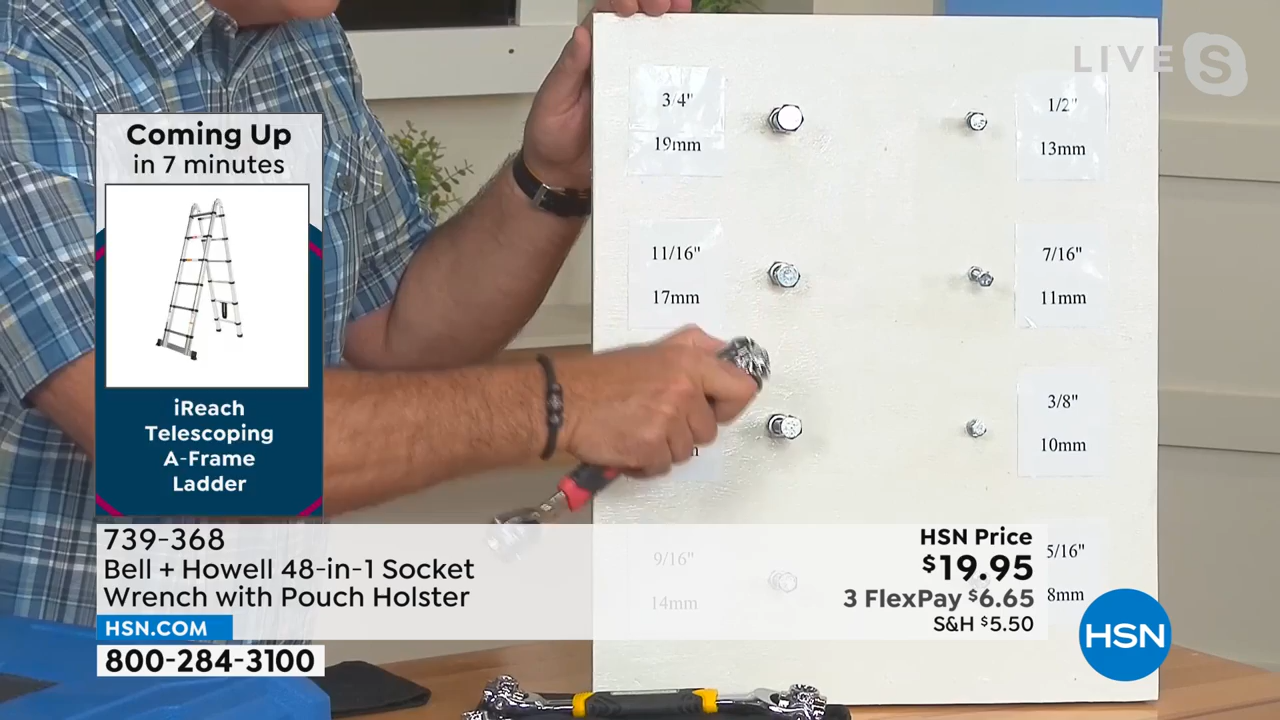 LIVE S
Coming Up
in 7 minutes
iReach
Telescoping
A-Frame
Ladder
3/4"
19mm
1/2"
13mm
11/16"
17mm
7/16"
11mm
3/8"
10mm
9/16"
14mm
5/16"
8mm
739-368
Bell + Howell 48-in-1 Socket
Wrench with Pouch Holster
HSN.COM
800-284-3100
HSN Price
$19.95
3 FlexPay $6.65
S&H $5.50
HSN